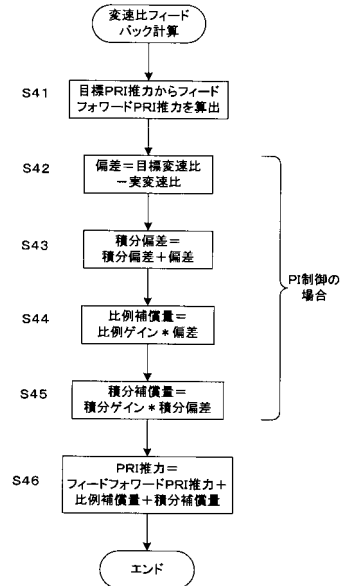 変速比フィード
バック計算
S41
目標PRI推力からフィード
フォワードPRI推力を算出
S42
偏差=目標変速比
-実変速比
S43
積分偏差=
積分偏差+偏差
PI制御の
場合
S44
比例補償量=
比例ゲイン*偏差
S45
積分補償量=
積分ゲイン*積分偏差
S46
PRI推力=
フィードフォワードPRI推力+
比例補償量+積分補償量
エンド